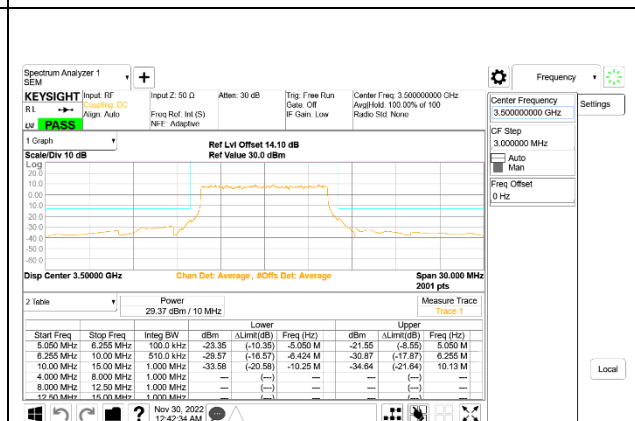 Spectrum Analyzer 1
SEM
Frequency
KEYSIGHT
R L
PASS
Input: RF
Coupling: DC
Align: Auto
Input Z: 50 Ω
Freq Ref: Int (S)
NFE: Adaptive
Atten: 30 dB
Trig: Free Run
Gate: Off
IF Gain: Low
Center Freq: 3.500000000 GHz
Avg|Hold: 100.00% of 100
Radio Std: None
Center Frequency
3.500000000 GHz
Settings
CF Step
3.000000 MHz
Auto
Man
Freq Offset
0 Hz
1 Graph
Scale/Div 10 dB
Ref Lvl Offset 14.10 dB
Ref Value 30.0 dBm
Log
20.0
10.0
0.00
-10.0
-20.0
-30.0
-40.0
-50.0
-60.0
Disp Center 3.50000 GHz
Chan Det: Average , #Offs Det: Average
Span 30.000 MHz
2001 pts
2 Table
Power
29.37 dBm / 10 MHz
Measure Trace
Trace 1
Lower Upper
Start Freq Stop Freq Integ BW dBm ΔLimit(dB) Freq (Hz) dBm ΔLimit(dB) Freq (Hz)
5.050 MHz 6.255 MHz 100.0 kHz -23.35 (-10.35) -5.050 M -21.55 (-8.55) 5.050 M
6.255 MHz 10.00 MHz 510.0 kHz -29.57 (-16.57) -6.424 M -30.87 (-17.87) 6.255 M
10.00 MHz 15.00 MHz 1.000 MHz -33.58 (-20.58) -10.25 M -34.64 (-21.64) 10.13 M
4.000 MHz 8.000 MHz 1.000 MHz --- (---) --- --- (---) ---
8.000 MHz 12.50 MHz 1.000 MHz --- (---) --- --- (---) ---
12.50 MHz 15.00 MHz 1.000 MHz --- (---) --- --- (---) ---
Local
?
Nov 30, 2022
12:42:34 AM